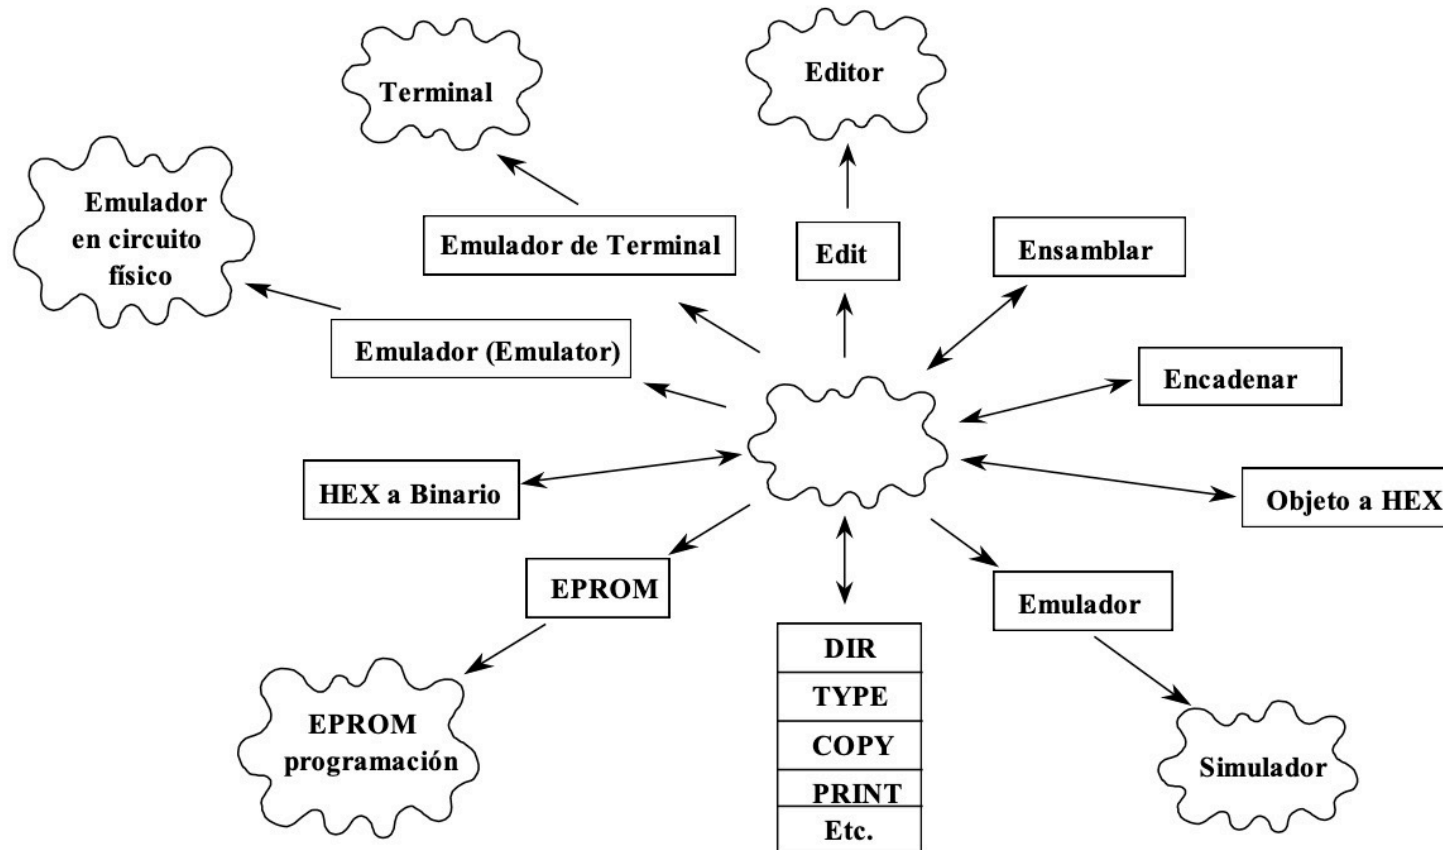 Terminal
Editor
Emulador
en circuito
físico
Emulador de Terminal
Edit
Ensamblar
Emulador (Emulator)
Encadenar
HEX a Binario
Objeto a HEX
EPROM
Emulador
DIR
TYPE
COPY
PRINT
Etc.
EPROM
programación
Simulador